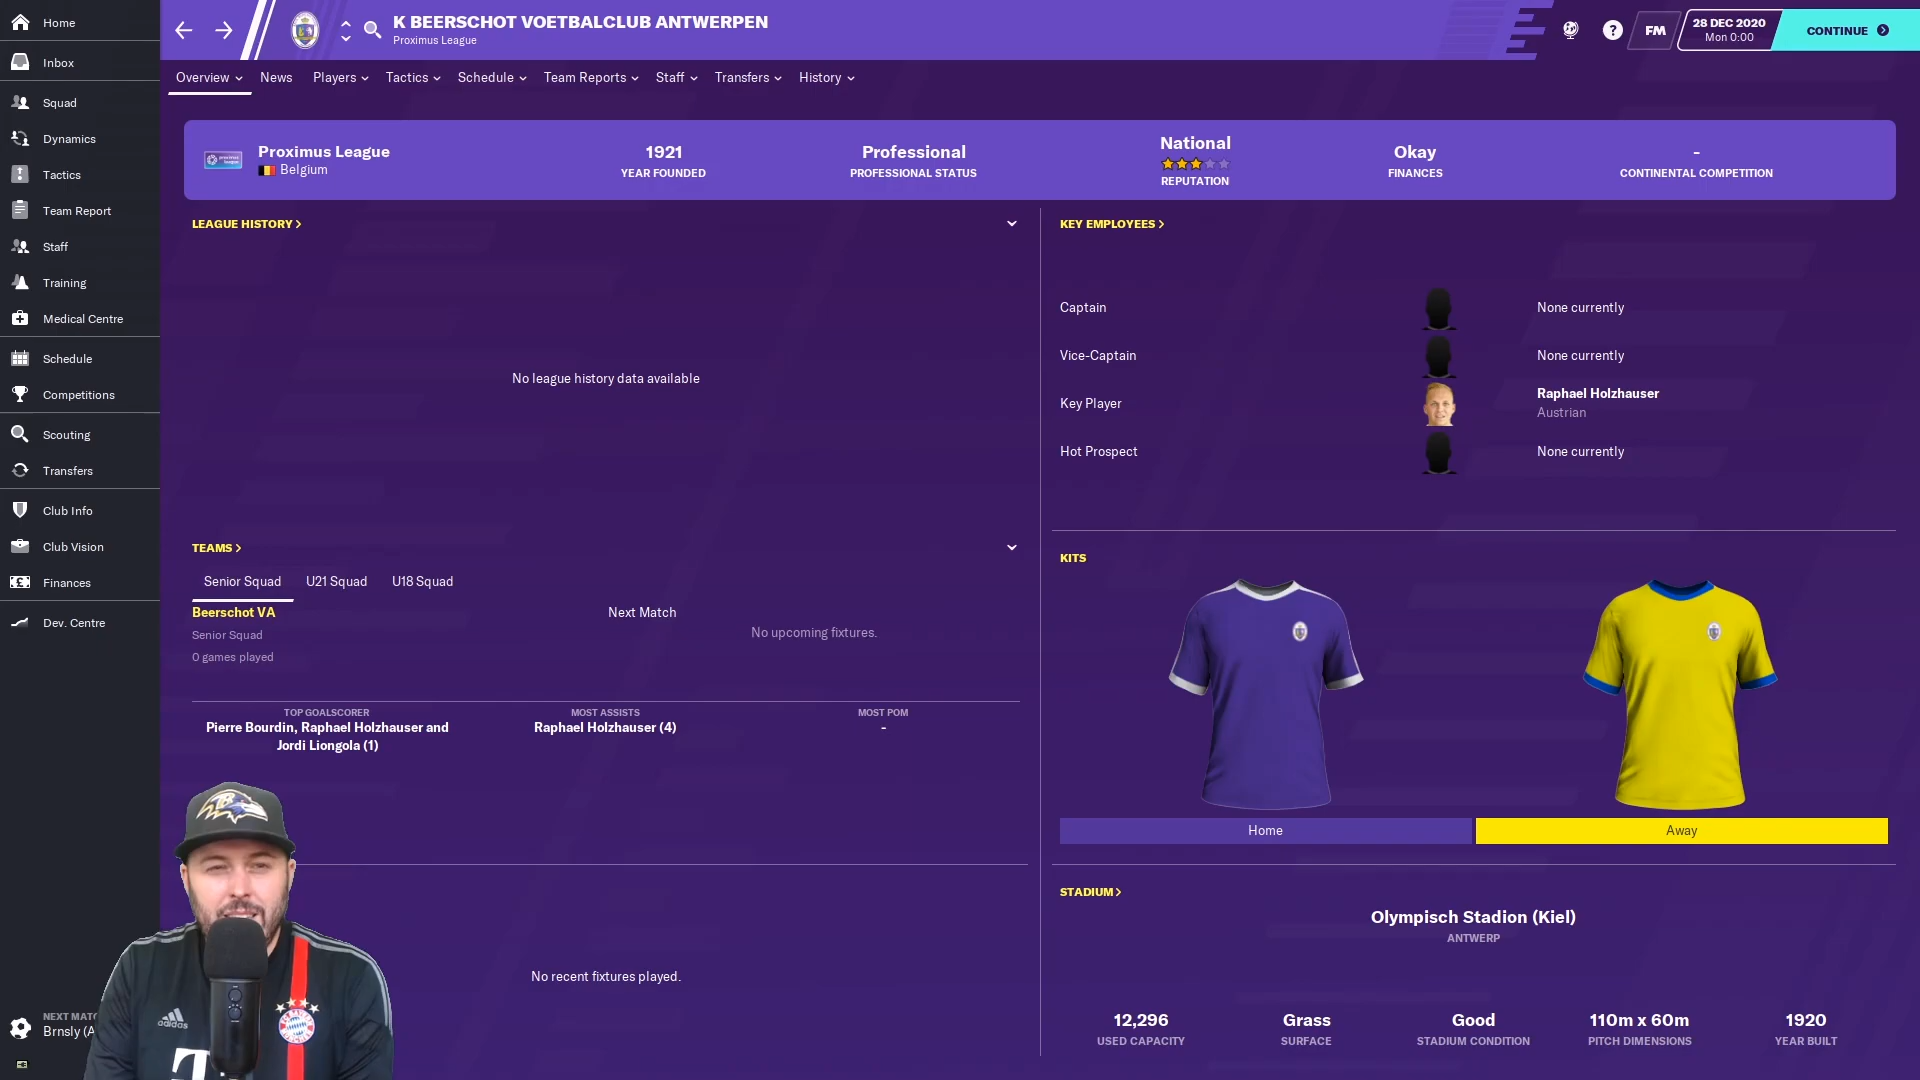 Home
Inbox
Squad
Dynamics
Tactics
Team Report
Staff
Training
Medical Centre
Schedule
Competitions
Scouting
Transfers
Club Info
Club Vision
Finances
Dev. Centre
NEXT MATC
Brnsly (A
K BEERSCHOT VOETBALCLUB ANTWERPEN
Proximus League
FM
28 DEC 2020
Mon 0:00
CONTINUE
Overview News Players Tactics Schedule Team Reports Staff Transfers History
Proximus League
Belgium
1921
YEAR FOUNDED
Professional
PROFESSIONAL STATUS
National
REPUTATION
Okay
FINANCES
-
CONTINENTAL COMPETITION
LEAGUE HISTORY >
No league history data available
TEAMS >
Senior Squad U21 Squad U18 Squad
Beerschot VA
Senior Squad
0 games played
Next Match
No upcoming fixtures.
TOP GOALSCORER
Pierre Bourdin, Raphael Holzhauser and
Jordi Liongola (1)
MOST ASSISTS
Raphael Holzhauser (4)
MOST POM
-
No recent fixtures played.
adidas
T
KEY EMPLOYEES >
Captain
None currently
Vice-Captain
None currently
Key Player
Raphael Holzhauser
Austrian
Hot Prospect
None currently
KITS
Home
Away
STADIUM >
Olympisch Stadion (Kiel)
ANTWERP
12,296
USED CAPACITY
Grass
SURFACE
Good
STADIUM CONDITION
110m x 60m
PITCH DIMENSIONS
1920
YEAR BUILT